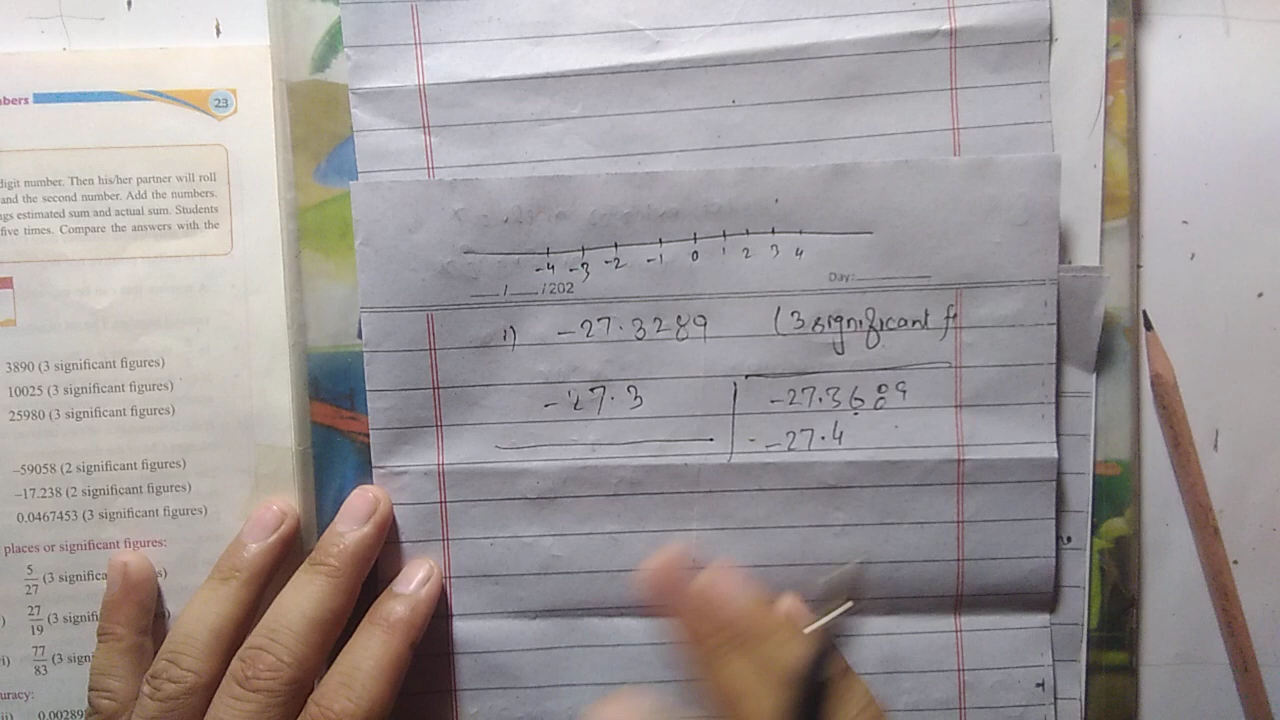 bers 23
digit number. Then his/her partner will roll
and the second number. Add the numbers.
gs estimated sum and actual sum. Students
five times. Compare the answers with the
3890 (3 significant figures)
10025 (3 significant figures)
25980 (3 significant figures)
–59058 (2 significant figures)
–17.238 (2 significant figures)
0.0467453 (3 significant figures)
places or significant figures:
5/27 (3 significa s)
) 27/19 (3 signifi
i) 77/83 (3 sign
uracy:
ii) 0.00289
-4 -3 -2 -1 0 1 2 3 4
__/__/202 Day:
i) -27.3289 (3 significant f
-27.3
-27.3689
-27.4